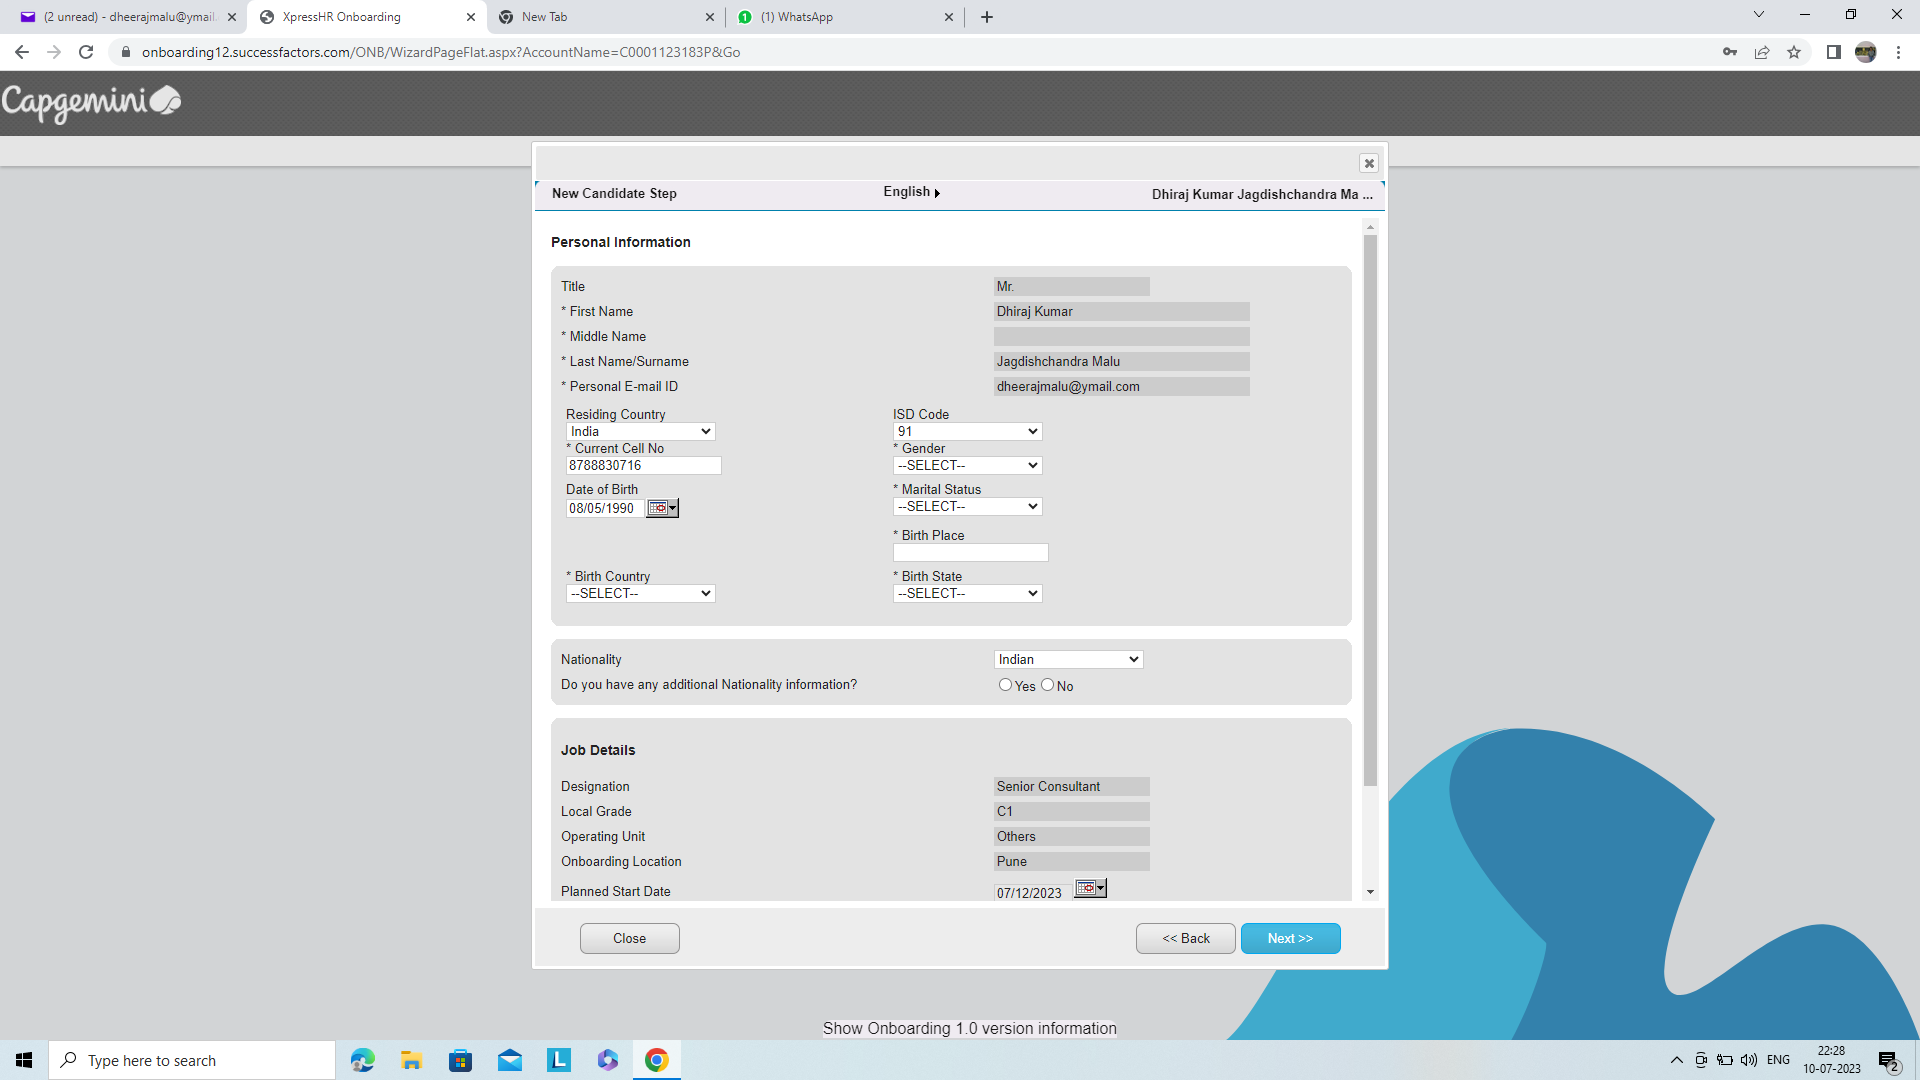 (2 unread) - dheerajmalu@ymail.
XpressHR Onboarding
New Tab
(1) WhatsApp
onboarding12.successfactors.com/ONB/WizardPageFlat.aspx?AccountName=C0001123183P&Go
Capgemini
New Candidate Step
English
Dhiraj Kumar Jagdishchandra Ma ...
Personal Information
Title Mr.
* First Name Dhiraj Kumar
* Middle Name
* Last Name/Surname Jagdishchandra Malu
* Personal E-mail ID dheerajmalu@ymail.com
Residing Country ISD Code
India 91
* Current Cell No * Gender
8788830716 --SELECT--
Date of Birth * Marital Status
08/05/1990 --SELECT--
* Birth Place
* Birth Country * Birth State
--SELECT-- --SELECT--
Nationality Indian
Do you have any additional Nationality information? Yes No
Job Details
Designation Senior Consultant
Local Grade C1
Operating Unit Others
Onboarding Location Pune
Planned Start Date 07/12/2023
Close << Back Next >>
Show Onboarding 1.0 version information
Type here to search
L
ENG
22:28
10-07-2023
2